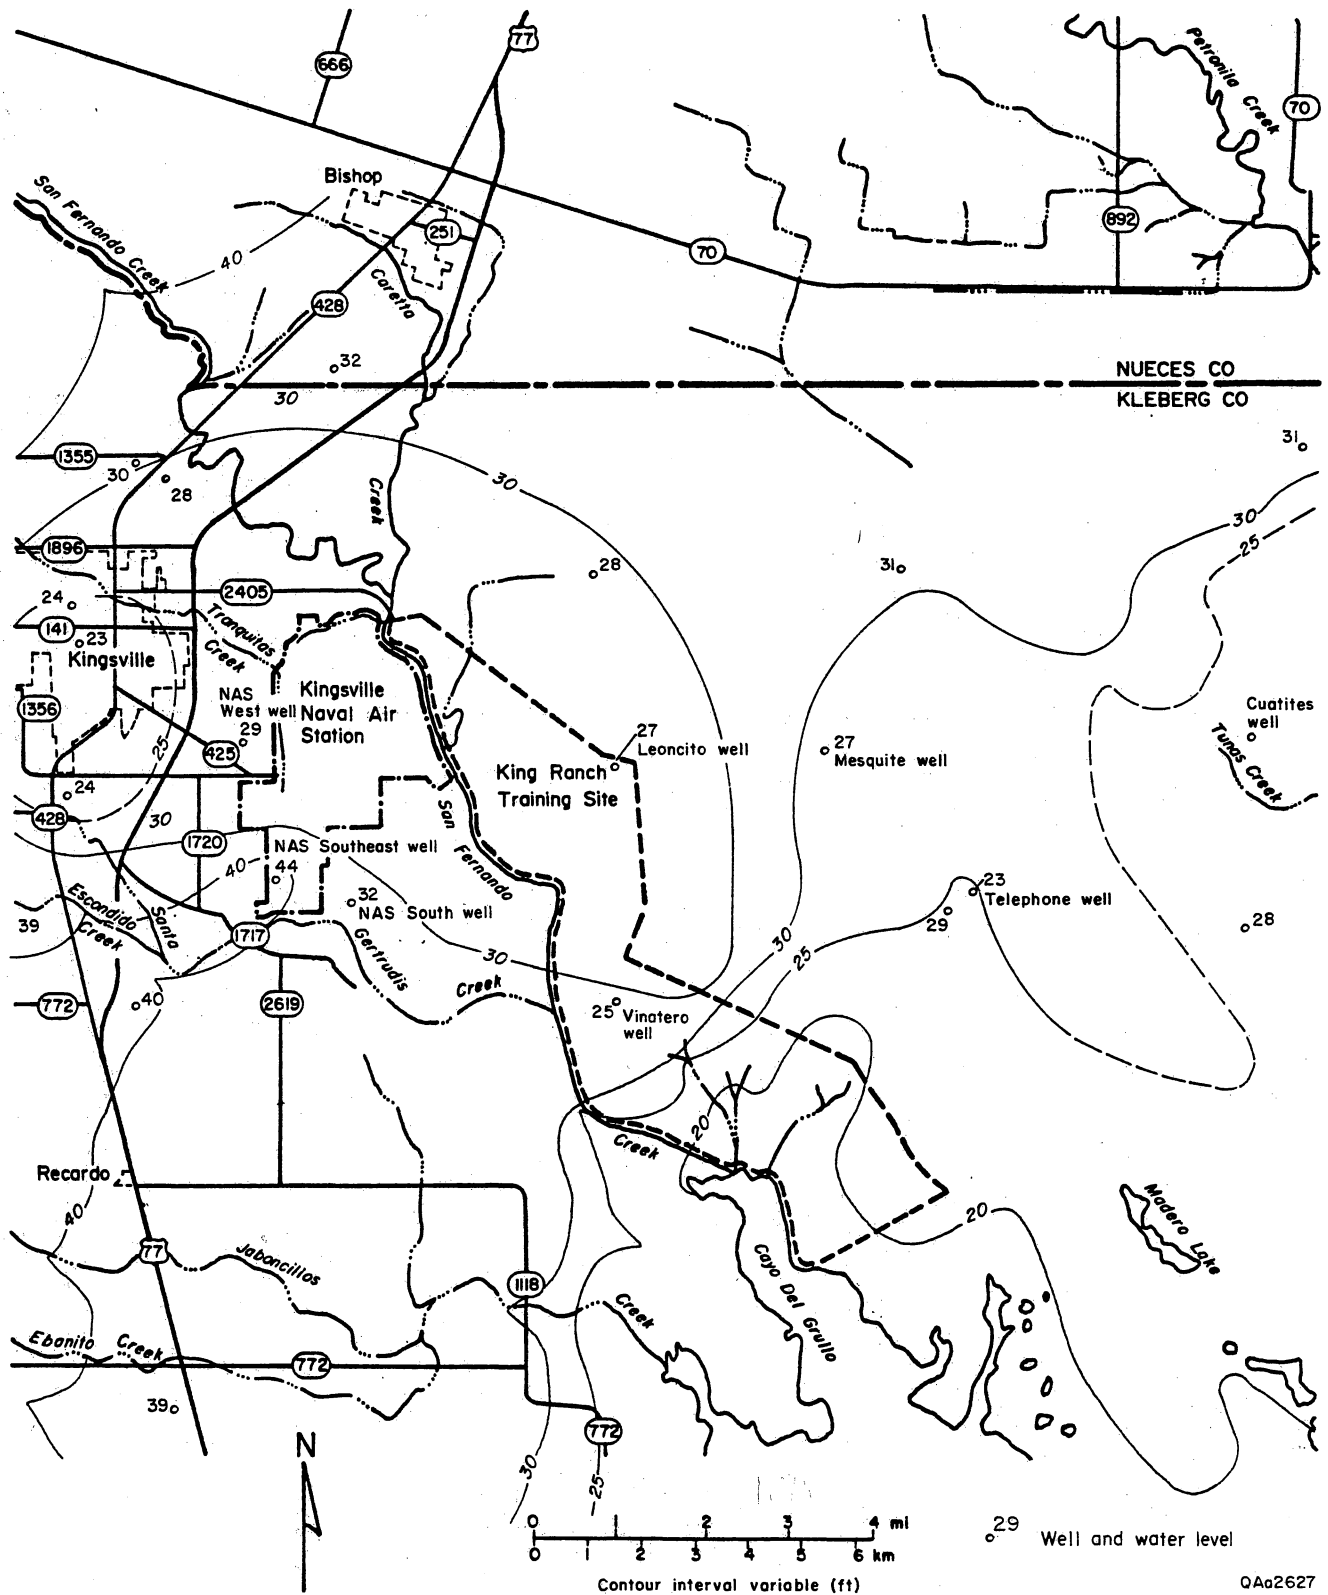 77
666
Petronila Creek
70
Bishop
San Fernando Creek
251
892
40
70
Caretta
428
32
NUECES CO
KLEBERG CO
30
31
1355
30
28
30
Creek
30
25
1896
28
31
2405
24
Tranquitas
Creek
141
23
Kingsville
NAS
West well
Kingsville
Naval Air
Station
1356
29
27
Leoncito well
27
Mesquite well
Cuatites
well
Tunas Creek
425
25
King Ranch
Training Site
24
428
30
San
Fernando
1720
NAS Southeast well
40
44
23
Telephone well
Escondido
Creek
Santa
32
NAS South well
39
29
28
1717
Gertrudis
30
30
25
Creek
772
40
2619
25
Vinatero
well
20
Creek
Recardo
40
20
Madero Lake
77
Jaboncillos
Cayo Del Grullo
1118
Creek
Ebanito Creek
772
39
772
N
30
25
0 2 3 4 mi
0 1 2 3 4 5 6 km
Contour interval variable (ft)
29
Well and water level
QAa2627